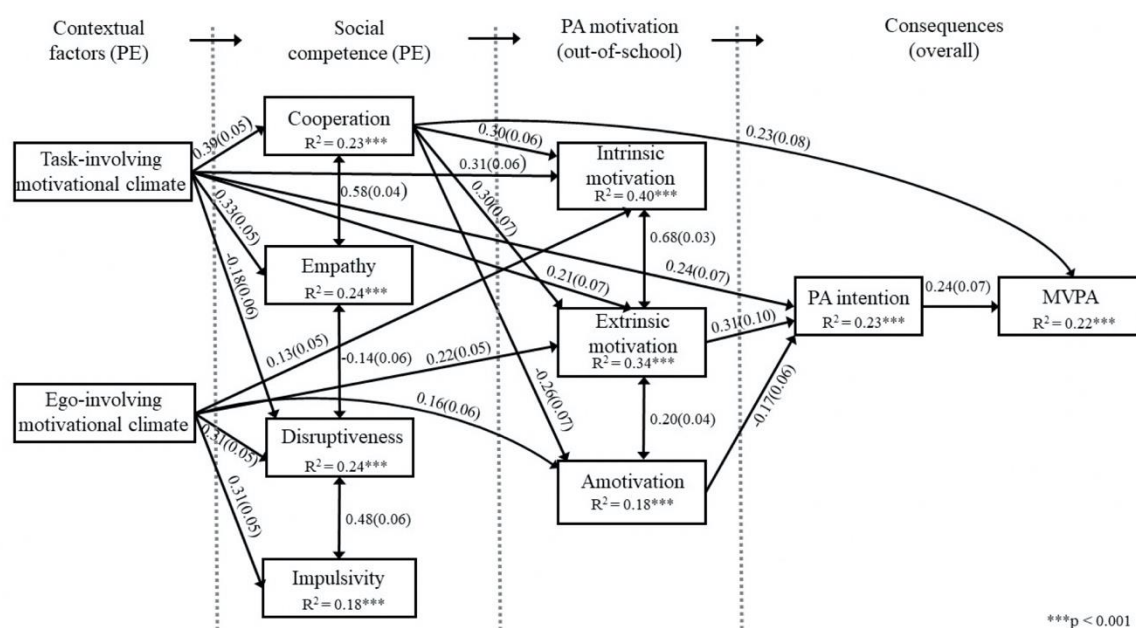 Contextual
factors (PE)
Social
competence (PE)
PA motivation
(out-of-school)
Consequences
(overall)
Task-involving
motivational climate
Ego-involving
motivational climate
Cooperation
R² = 0.23***
Empathy
R² = 0.24***
Disruptiveness
R² = 0.24***
Impulsivity
R² = 0.18***
Intrinsic
motivation
R² = 0.40***
Extrinsic
motivation
R² = 0.34***
Amotivation
R² = 0.18***
PA intention
R² = 0.23***
MVPA
R² = 0.22***
0.39(0.05)
0.33(0.05)
-0.18(0.06)
0.58(0.04)
-0.14(0.06)
0.48(0.06)
0.31(0.05)
0.31(0.05)
0.30(0.06)
0.31(0.06)
0.30(0.07)
0.21(0.07)
0.13(0.05)
0.22(0.05)
0.16(0.06)
-0.26(0.07)
0.68(0.03)
0.20(0.04)
0.23(0.08)
0.24(0.07)
0.31(0.10)
-0.17(0.06)
0.24(0.07)
***p < 0.001